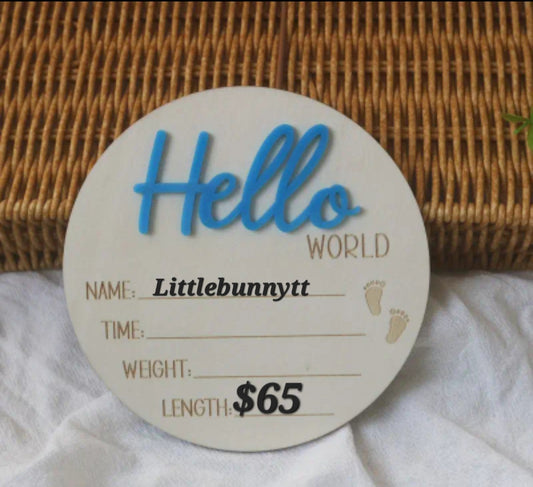 Hello
WORLD
NAME: Littlebunnytt
TIME:
WEIGHT:
LENGTH: $65